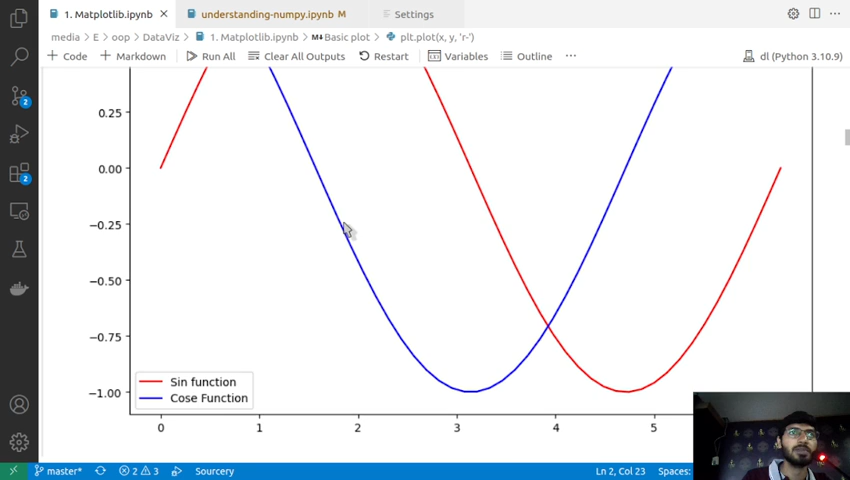 1. Matplotlib.ipynb understanding-numpy.ipynb M Settings
media > E > oop > DataViz > 1. Matplotlib.ipynb > M↓Basic plot > plt.plot(x, y, 'r-')
+ Code + Markdown Run All Clear All Outputs Restart Variables Outline ... dl (Python 3.10.9)
0.25
0.00
−0.25
−0.50
−0.75
−1.00
Sin function
Cose Function
0 1 2 3 4 5
2
2
master* 2 3 Sourcery Ln 2, Col 23 Spaces: